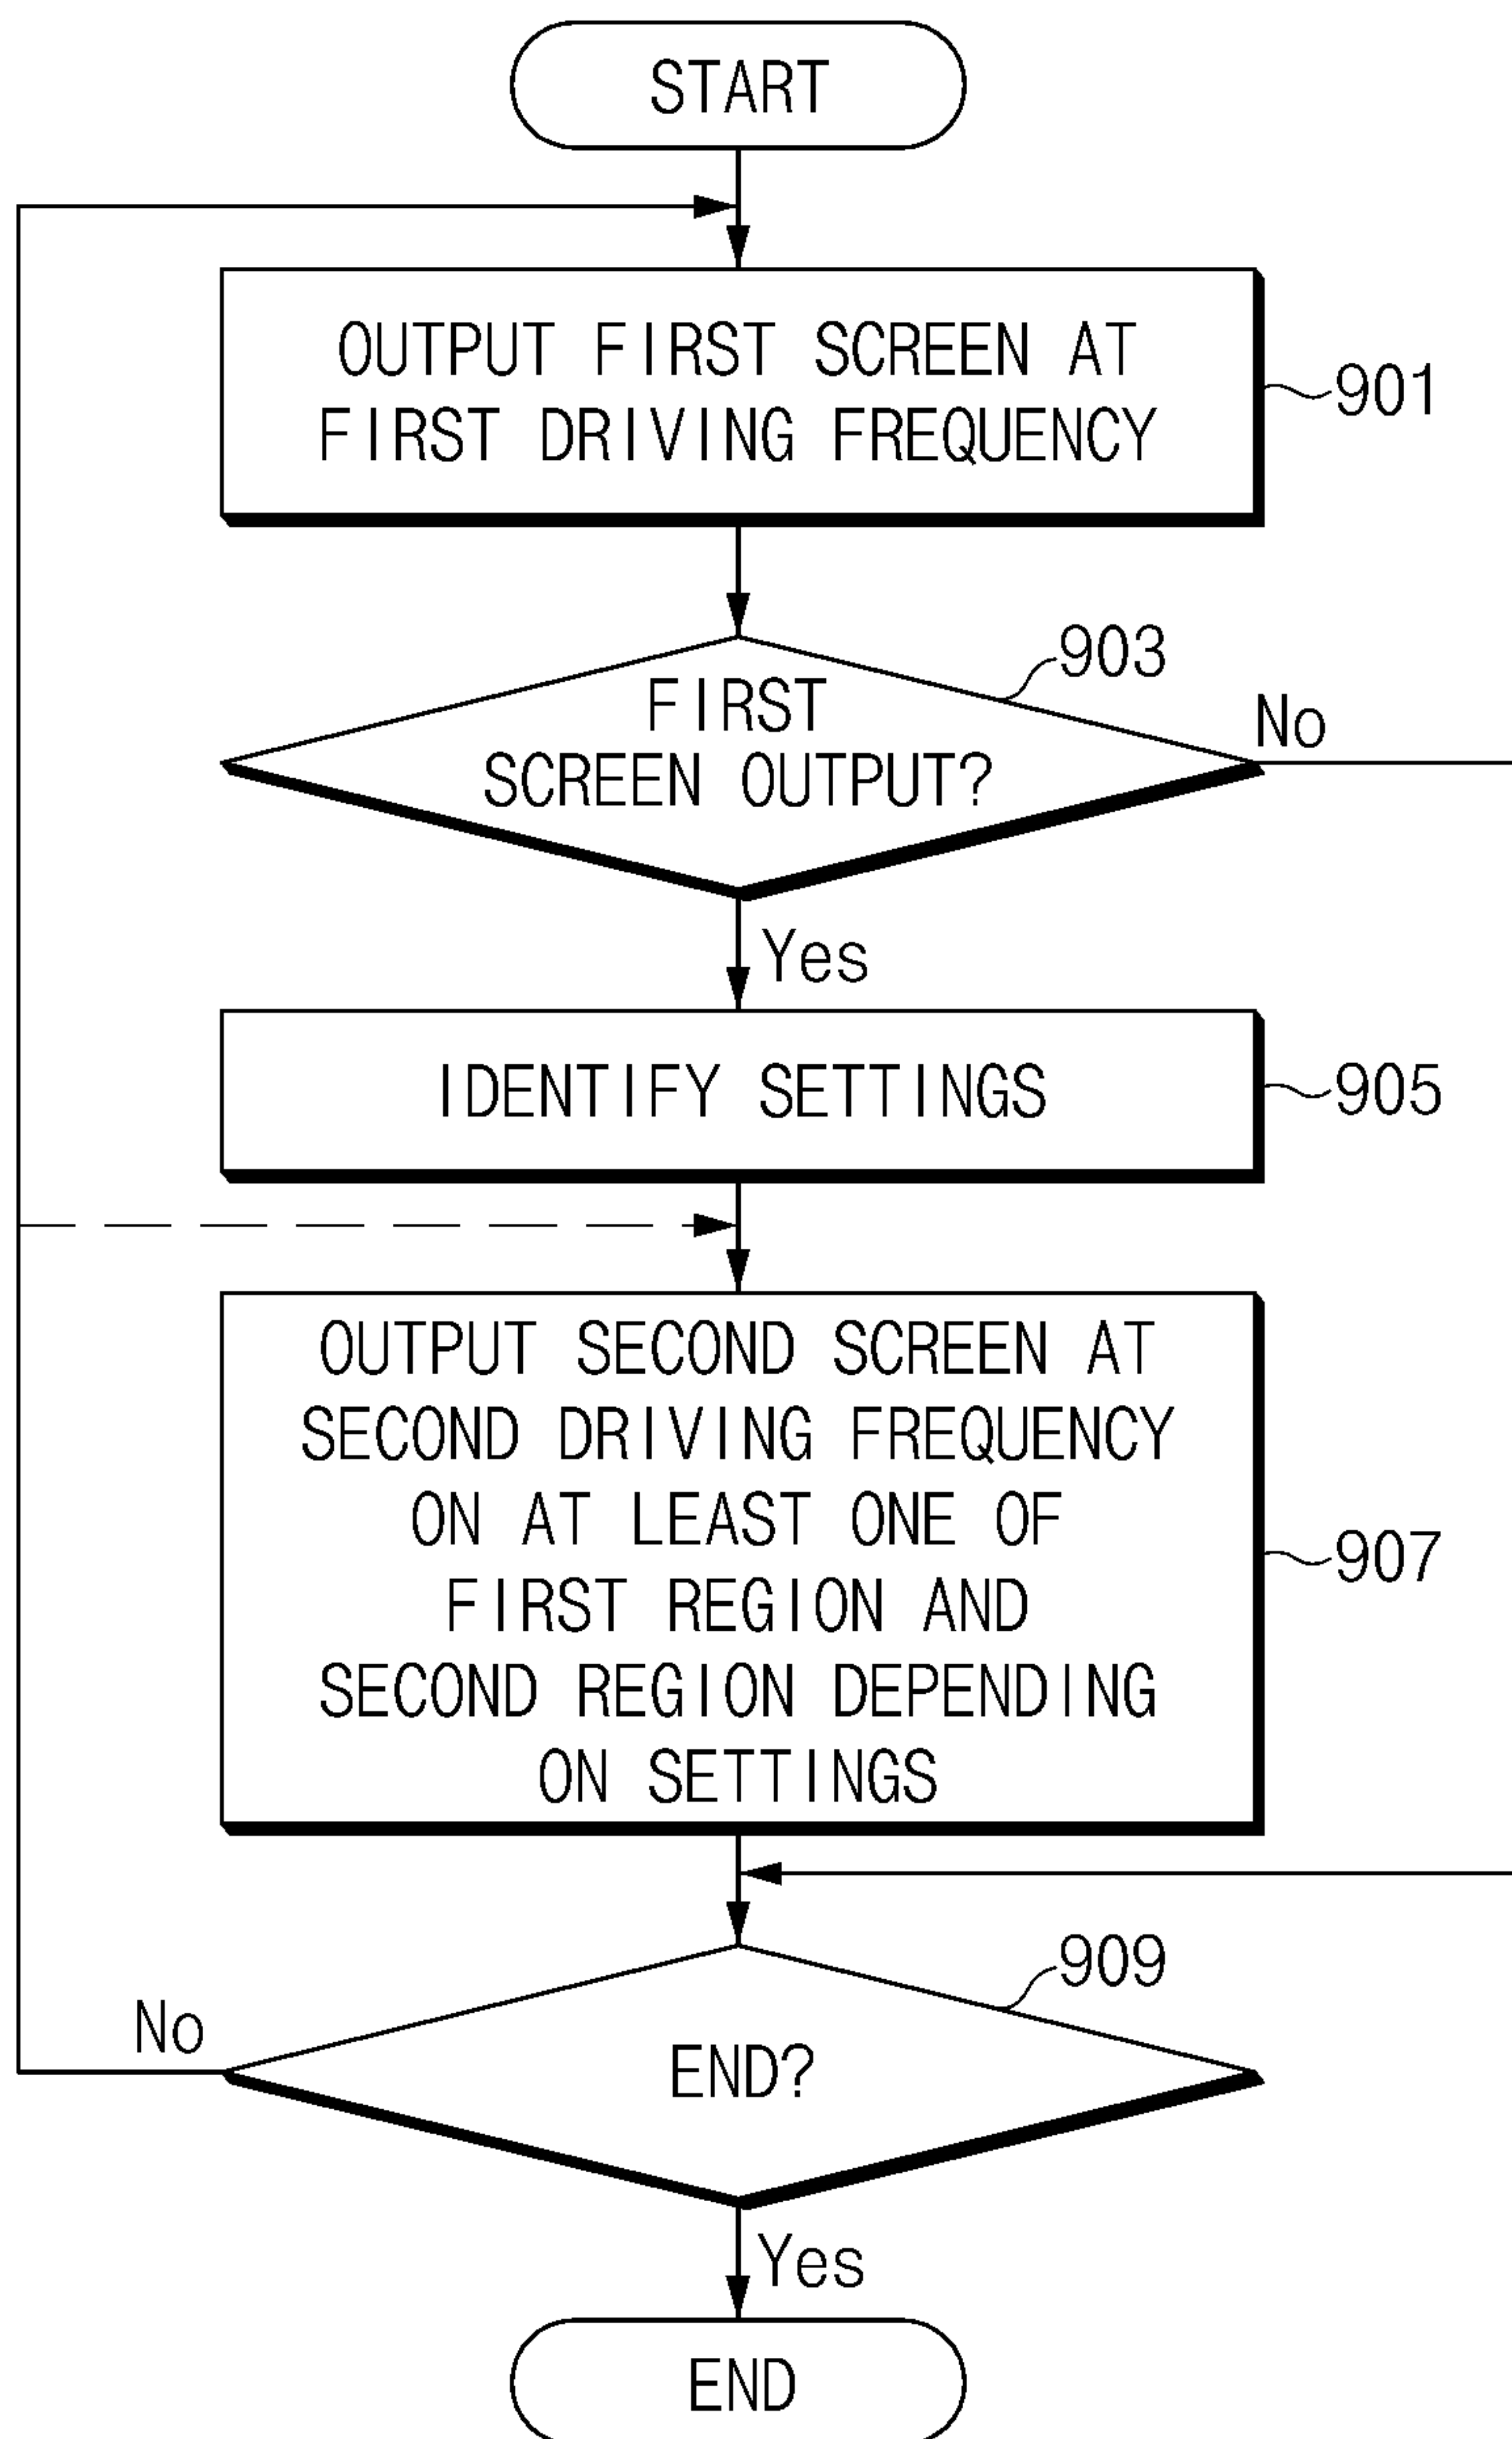 START
OUTPUT FIRST SCREEN AT
FIRST DRIVING FREQUENCY
901
903
FIRST
SCREEN OUTPUT?
No
Yes
IDENTIFY SETTINGS
905
OUTPUT SECOND SCREEN AT
SECOND DRIVING FREQUENCY
ON AT LEAST ONE OF
FIRST REGION AND
SECOND REGION DEPENDING
ON SETTINGS
907
909
No
END?
Yes
END